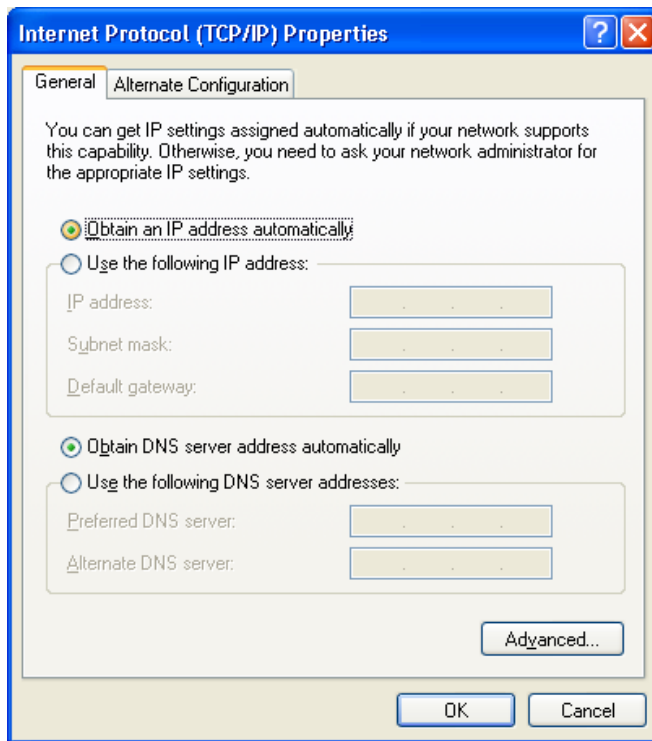 Internet Protocol (TCP/IP) Properties
General
Alternate Configuration
You can get IP settings assigned automatically if your network supports
this capability. Otherwise, you need to ask your network administrator for
the appropriate IP settings.
Obtain an IP address automatically
Use the following IP address:
IP address:
Subnet mask:
Default gateway:
Obtain DNS server address automatically
Use the following DNS server addresses:
Preferred DNS server:
Alternate DNS server:
Advanced...
OK
Cancel